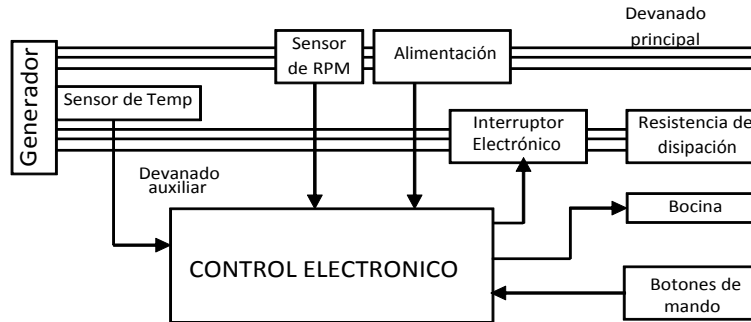 Devanado
principal
Generador
Sensor
de RPM
Alimentación
Sensor de Temp
Interruptor
Electrónico
Resistencia de
disipación
Devanado
auxiliar
Bocina
CONTROL ELECTRONICO
Botones de
mando